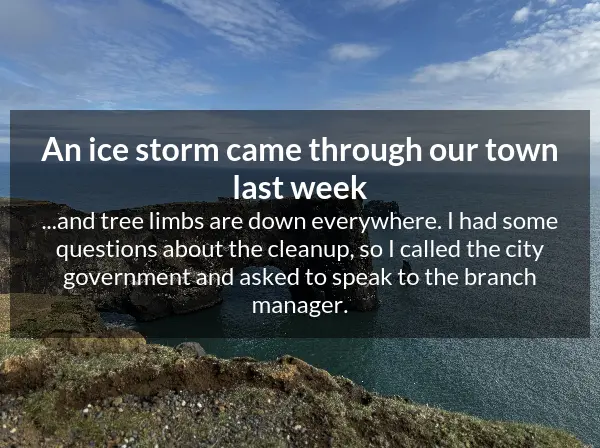 An ice storm came through our town
last week
...and tree limbs are down everywhere. I had some
questions about the cleanup, so I called the city
government and asked to speak to the branch
manager.